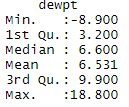 dewpt
Min.   :-8.900
1st Qu.: 3.200
Median : 6.600
Mean   : 6.531
3rd Qu.: 9.600
Max.   :18.800